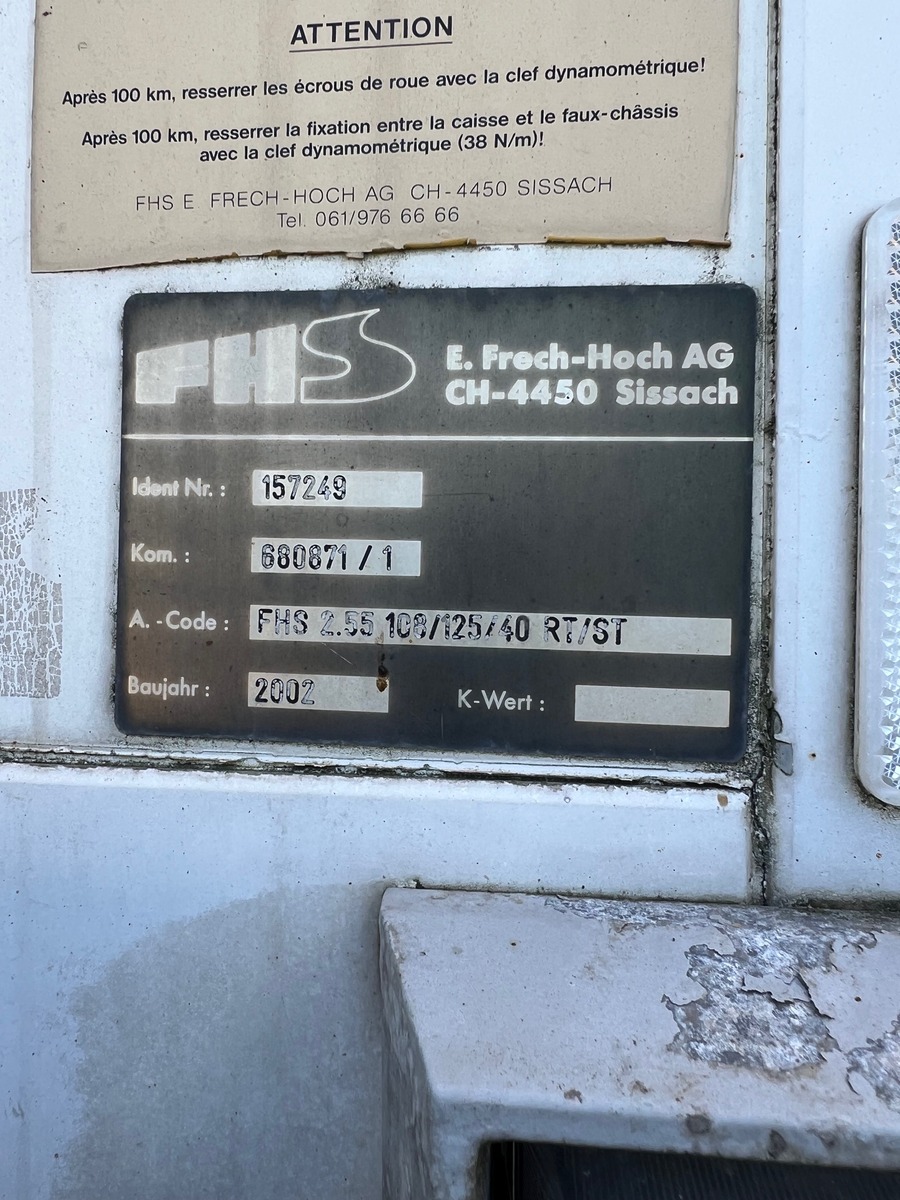 ATTENTION
Après 100 km, resserrer les écrous de roue avec la clef dynamométrique!
Après 100 km, resserrer la fixation entre la caisse et le faux-châssis
avec la clef dynamométrique (38 N/m)!
FHS E FRECH-HOCH AG CH-4450 SISSACH
Tel. 061/976 66 66
FHS
E. Frech-Hoch AG
CH-4450 Sissach
Ident Nr. : 157249
Kom. : 680871 / 1
A. -Code : FHS 2.55 108/125/40 RT/ST
Baujahr : 2002 K-Wert :